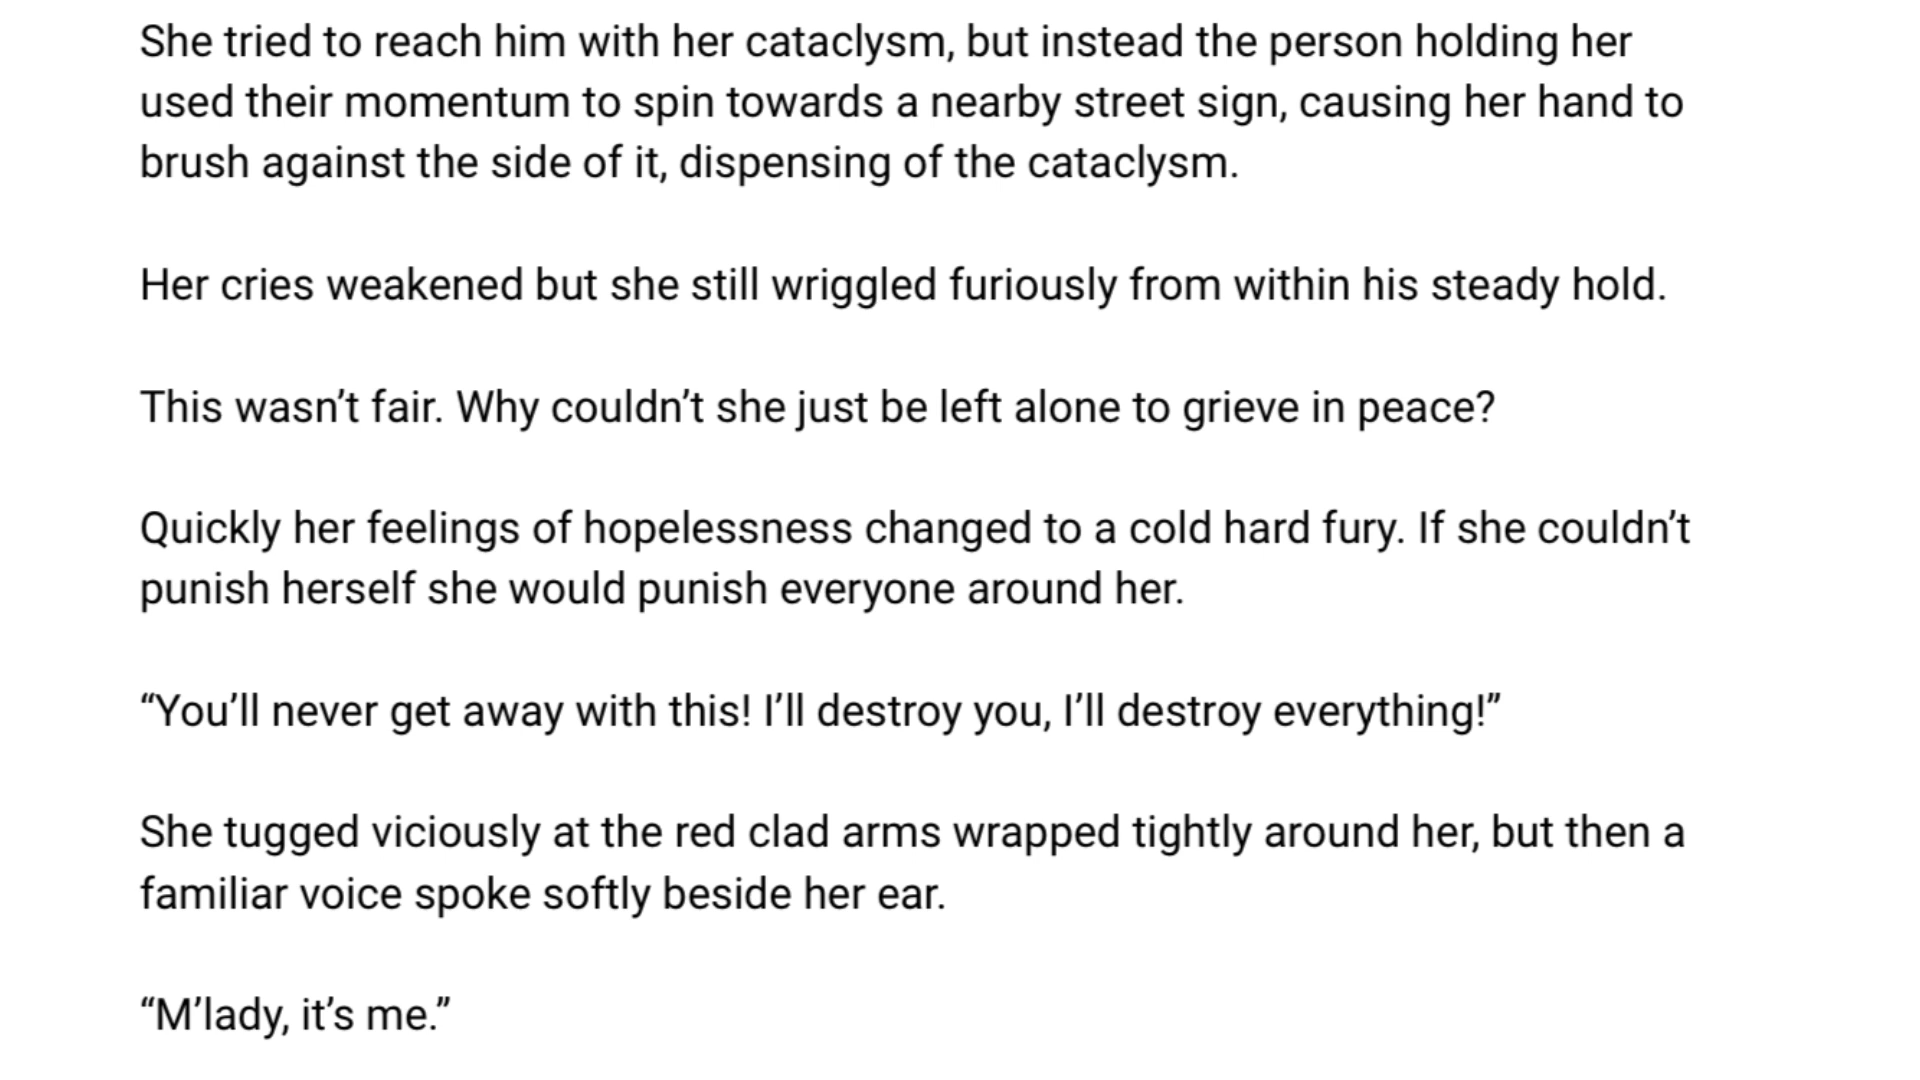 She tried to reach him with her cataclysm, but instead the person holding her
used their momentum to spin towards a nearby street sign, causing her hand to
brush against the side of it, dispensing of the cataclysm.
Her cries weakened but she still wriggled furiously from within his steady hold.
This wasn’t fair. Why couldn’t she just be left alone to grieve in peace?
Quickly her feelings of hopelessness changed to a cold hard fury. If she couldn’t
punish herself she would punish everyone around her.
“You’ll never get away with this! I’ll destroy you, I’ll destroy everything!”
She tugged viciously at the red clad arms wrapped tightly around her, but then a
familiar voice spoke softly beside her ear.
“M’lady, it’s me.”